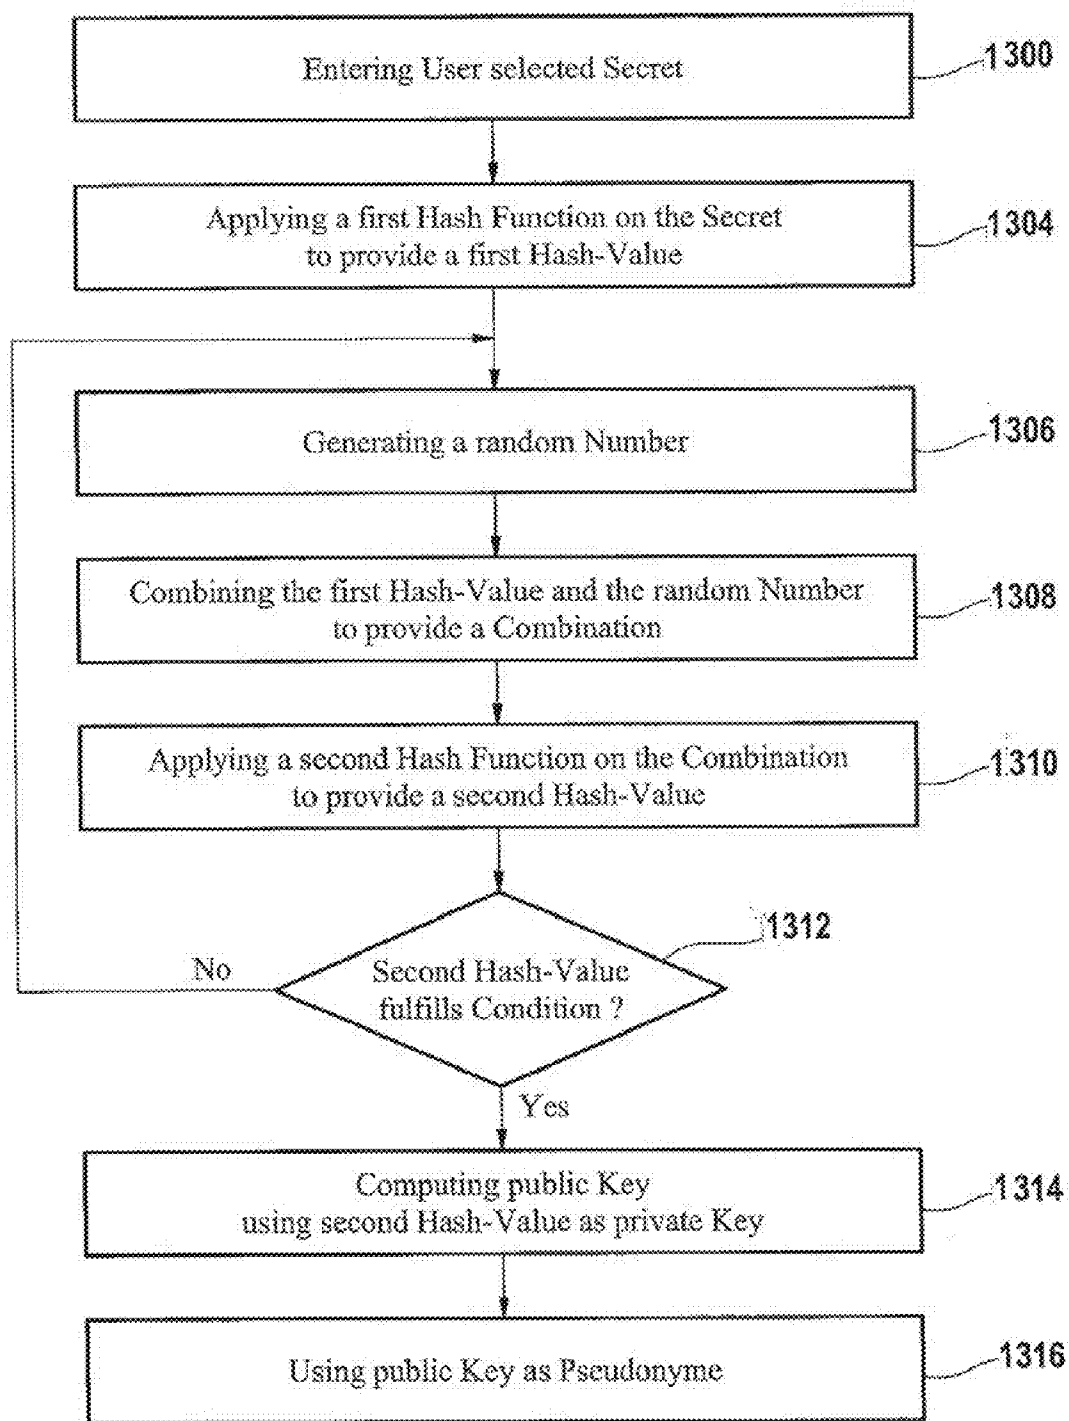 Entering User selected Secret
1300
Applying a first Hash Function on the Secret
to provide a first Hash-Value
1304
Generating a random Number
1306
Combining the first Hash-Value and the random Number
to provide a Combination
1308
Applying a second Hash Function on the Combination
to provide a second Hash-Value
1310
1312
No
Second Hash-Value
fulfills Condition ?
Yes
Computing public Key
using second Hash-Value as private Key
1314
Using public Key as Pseudonyme
1316